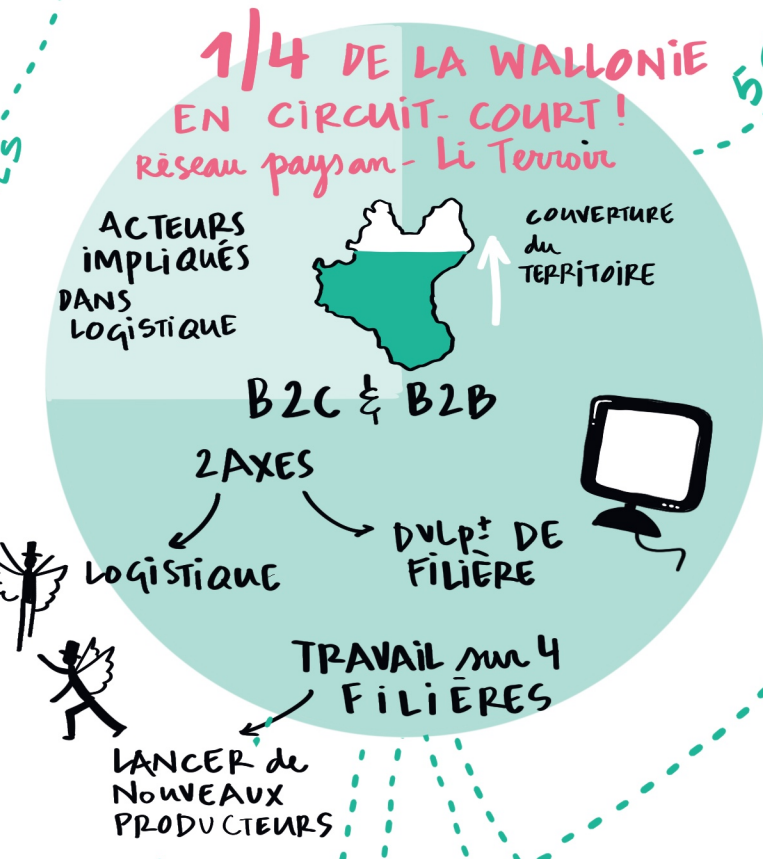 1/4 DE LA WALLONIE
EN CIRCUIT-COURT !
Réseau paysan - Li Terroir
ACTEURS
IMPLIQUÉS
DANS
LOGISTIQUE
COUVERTURE
du
TERRITOIRE
B2C & B2B
2 AXES
LOGISTIQUE
DVLPt DE
FILIÈRE
TRAVAIL sur 4
FILIÈRES
LANCER de
NOUVEAUX
PRODUCTEURS